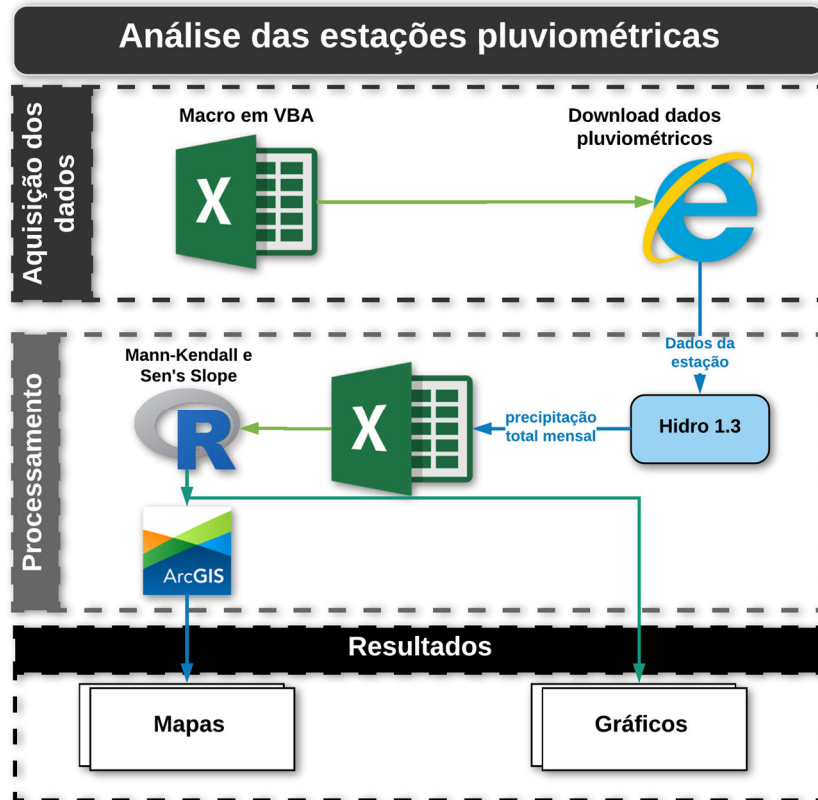 Análise das estações pluviométricas
Aquisição dos
dados
Macro em VBA
Download dados
pluviométricos
X
e
Dados da
estação
Processamento
Mann-Kendall e
Sen's Slope
R
X
precipitação
total mensal
Hidro 1.3
ArcGIS
Resultados
Mapas
Gráficos